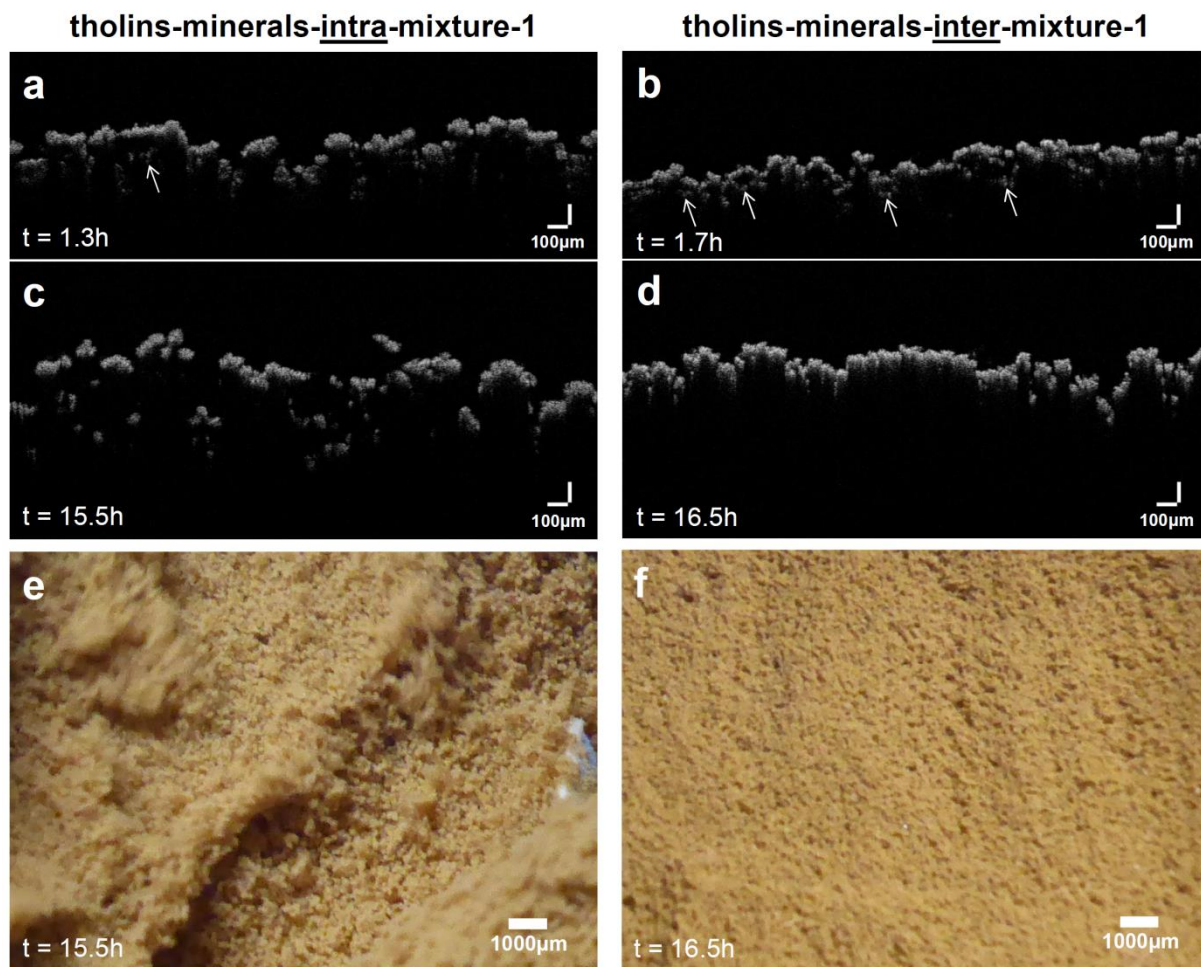 tholins-minerals-intra-mixture-1
tholins-minerals-inter-mixture-1
a
t = 1.3h
100µm
b
t = 1.7h
100µm
c
t = 15.5h
100µm
d
t = 16.5h
100µm
e
t = 15.5h
1000µm
f
t = 16.5h
1000µm